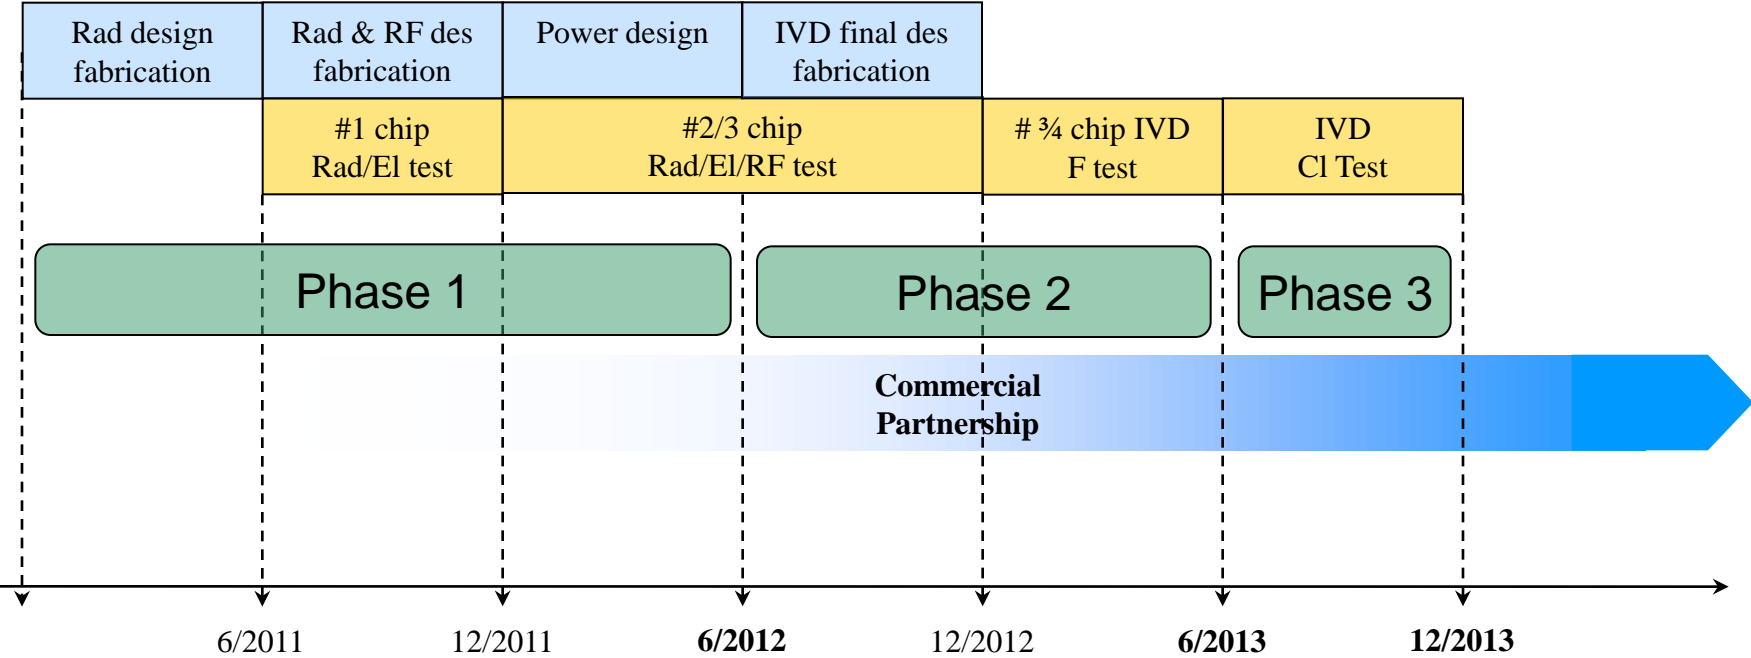 Rad design
fabrication
Rad & RF des
fabrication
Power design
IVD final des
fabrication
#1 chip
Rad/El test
#2/3 chip
Rad/El/RF test
# ¾ chip IVD
F test
IVD
Cl Test
Phase 1
Phase 2
Phase 3
Commercial
Partnership
6/2011
12/2011
6/2012
12/2012
6/2013
12/2013